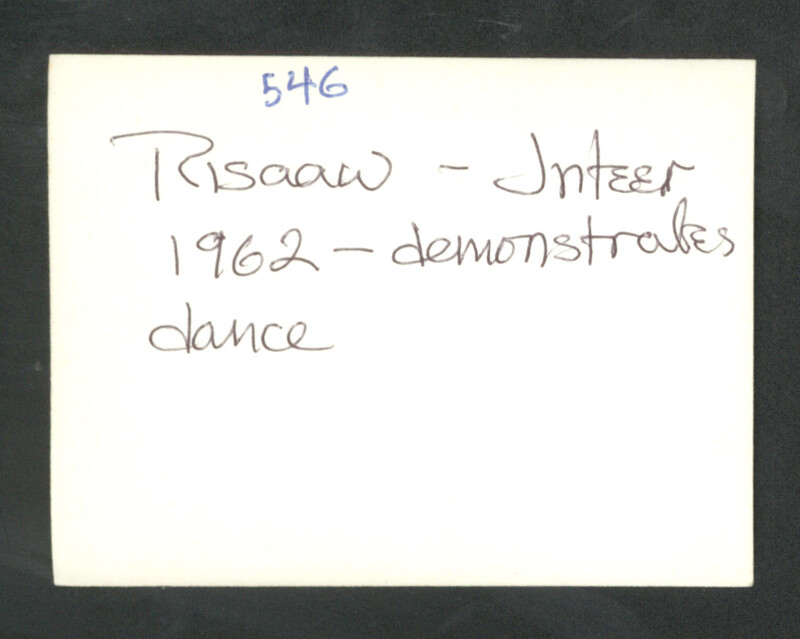 546
Risaaw - Inteer
1962 - demonstrates
dance